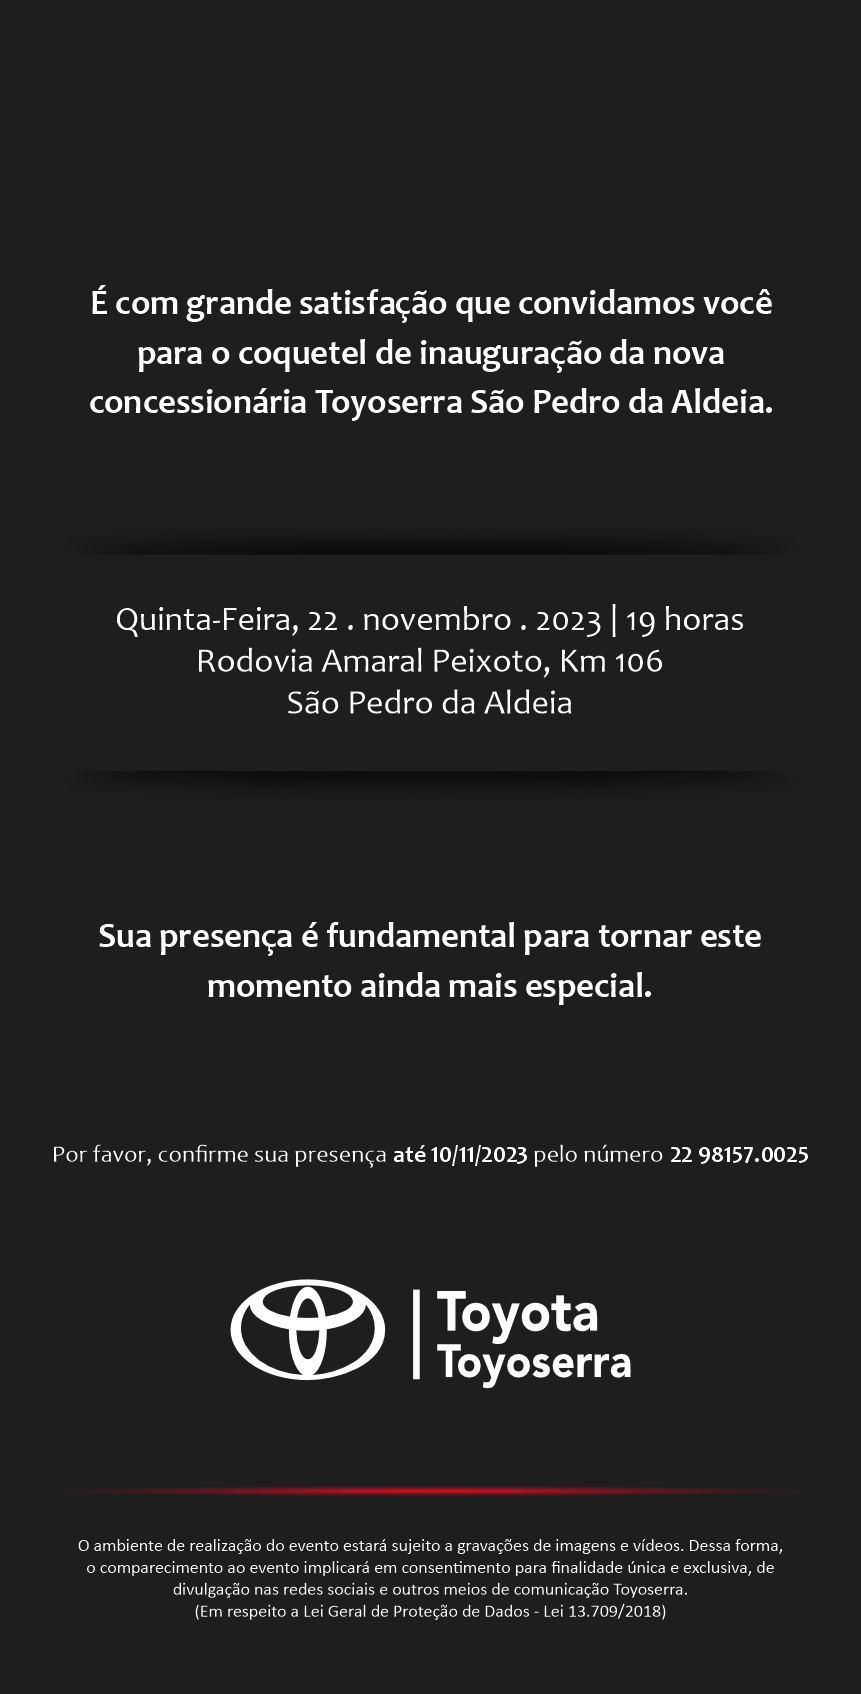 É com grande satisfação que convidamos você
para o coquetel de inauguração da nova
concessionária Toyoserra São Pedro da Aldeia.
Quinta-Feira, 22 . novembro . 2023 | 19 horas
Rodovia Amaral Peixoto, Km 106
São Pedro da Aldeia
Sua presença é fundamental para tornar este
momento ainda mais especial.
Por favor, confirme sua presença até 10/11/2023 pelo número 22 98157.0025
Toyota
Toyoserra
O ambiente de realização do evento estará sujeito a gravações de imagens e vídeos. Dessa forma,
o comparecimento ao evento implicará em consentimento para finalidade única e exclusiva, de
divulgação nas redes sociais e outros meios de comunicação Toyoserra.
(Em respeito a Lei Geral de Proteção de Dados - Lei 13.709/2018)